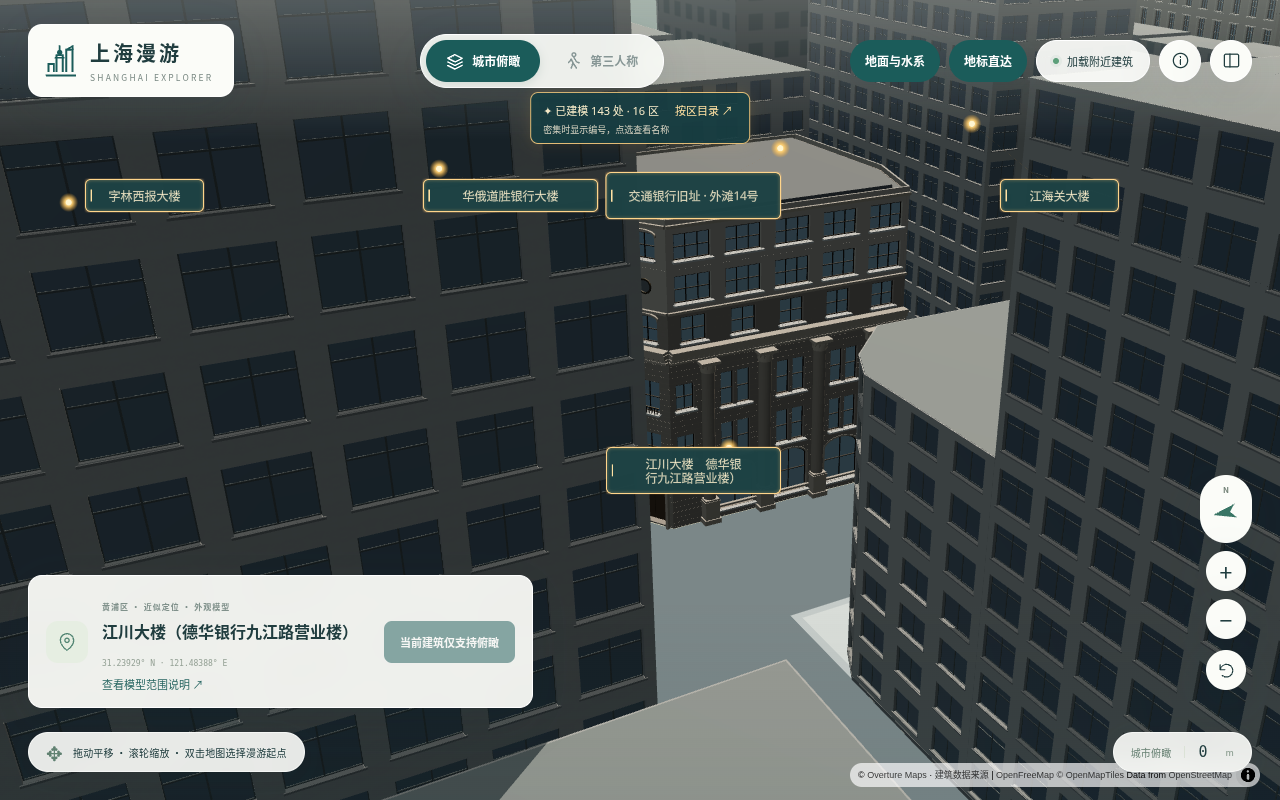 上海漫游
SHANGHAI EXPLORER
城市俯瞰
第三人称
地面与水系
地标直达
加载附近建筑
✦ 已建模 143 处 · 16 区 按区目录 ↗
密集时显示编号，点选查看名称
字林西报大楼
华俄道胜银行大楼
交通银行旧址 · 外滩14号
江海关大楼
江川大楼 德华银
行九江路营业楼）
N
+
−
黄浦区 · 近似定位 · 外观模型
江川大楼（德华银行九江路营业楼）
31.23929° N · 121.48388° E
查看模型范围说明 ↗
当前建筑仅支持俯瞰
拖动平移 · 滚轮缩放 · 双击地图选择漫游起点
城市俯瞰 0 m
© Overture Maps · 建筑数据来源 | OpenFreeMap © OpenMapTiles Data from OpenStreetMap